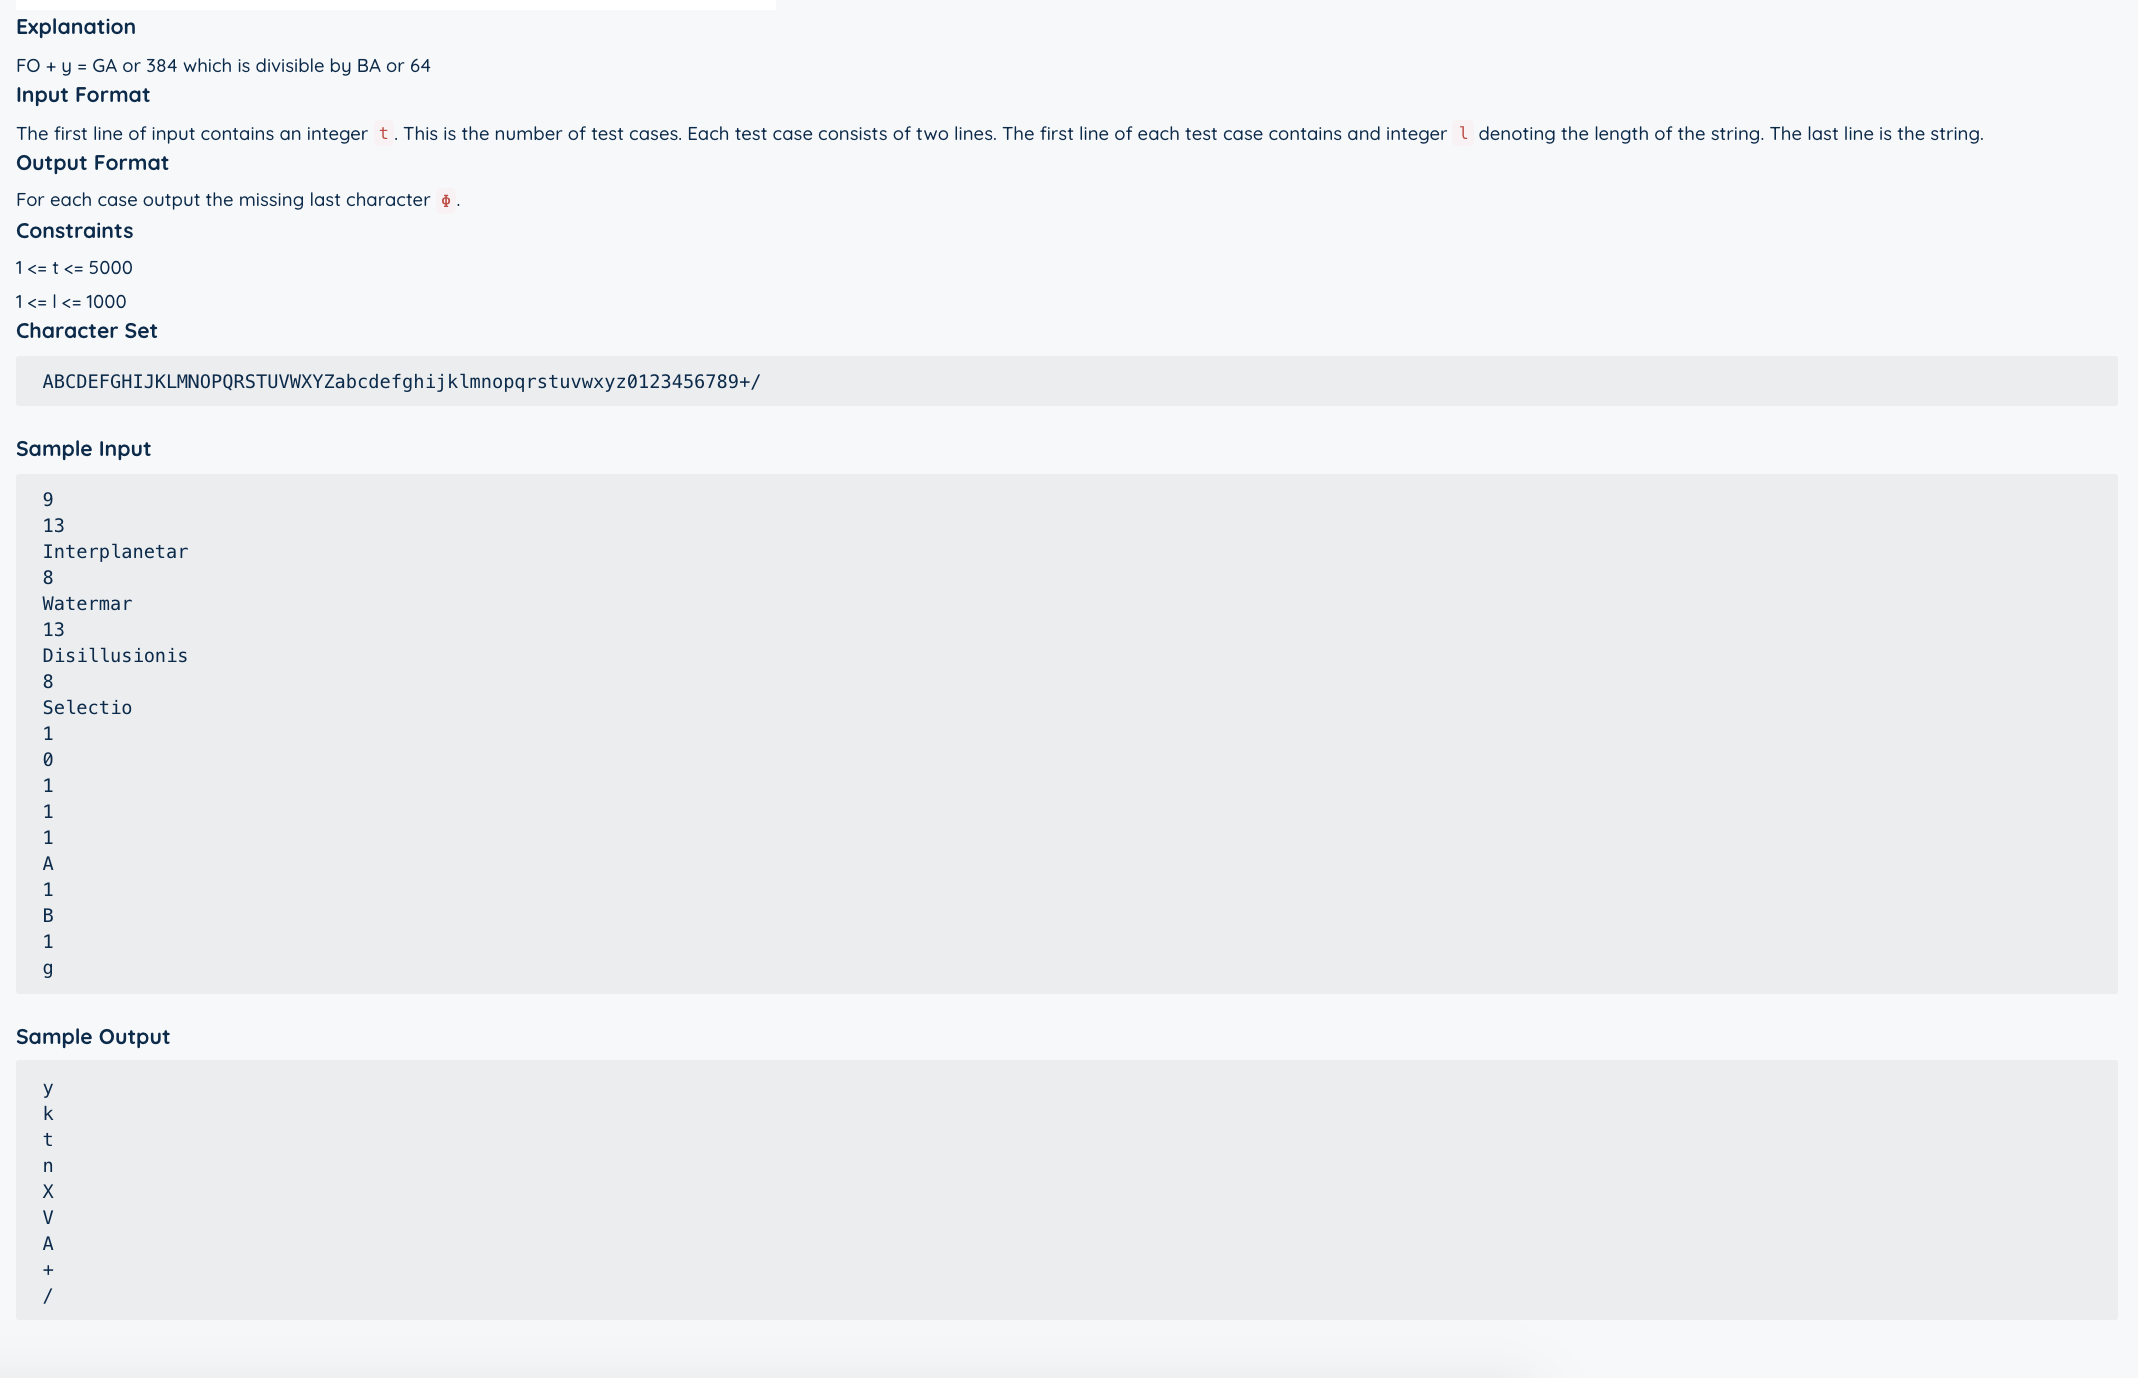 Explanation
FO + y = GA or 384 which is divisible by BA or 64
Input Format
The first line of input contains an integer t. This is the number of test cases. Each test case consists of two lines. The first line of each test case contains and integer l denoting the length of the string. The last line is the string.
Output Format
For each case output the missing last character Φ.
Constraints
1 <= t <= 5000
1 <= l <= 1000
Character Set
ABCDEFGHIJKLMNOPQRSTUVWXYZabcdefghijklmnopqrstuvwxyz0123456789+/
Sample Input
9
13
Interplanetar
8
Watermar
13
Disillusionis
8
Selectio
1
0
1
1
1
A
1
B
1
g
Sample Output
y
k
t
n
X
V
A
+
/